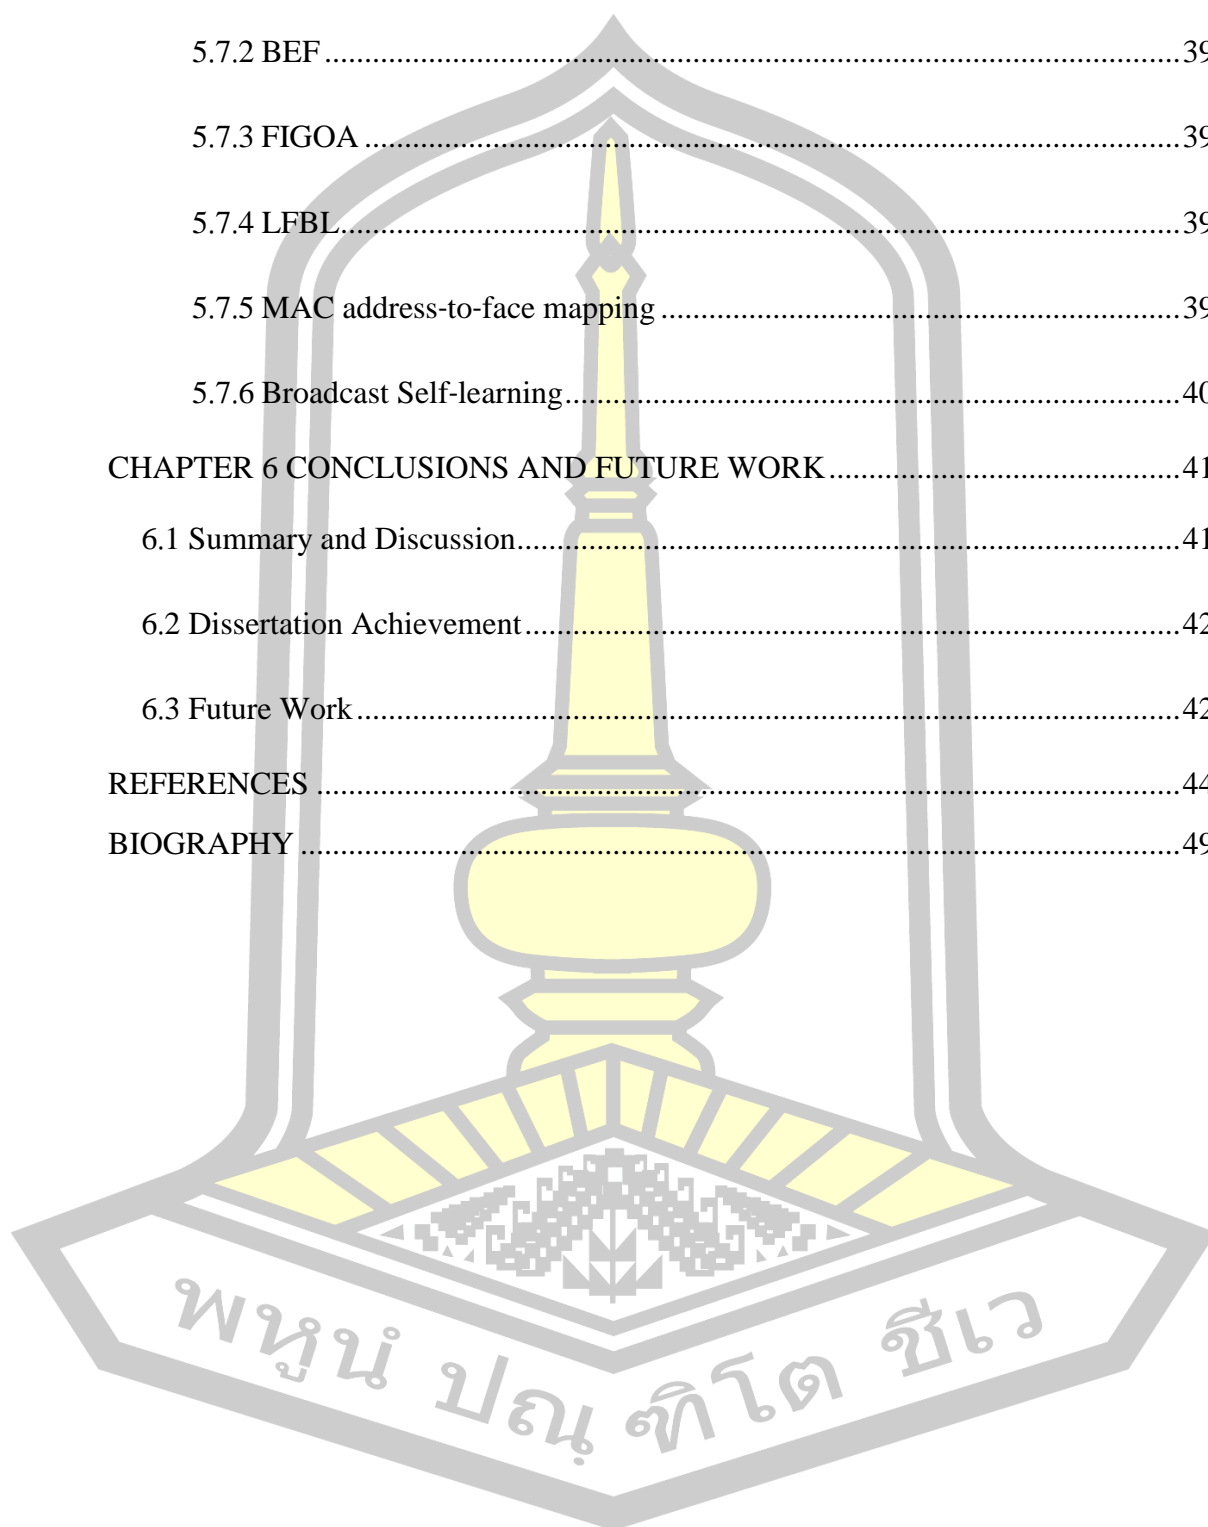 5.7.2 BEF ........................................................................................................39
5.7.3 FIGOA ...................................................................................................39
5.7.4 LFBL......................................................................................................39
5.7.5 MAC address-to-face mapping ...............................................................39
5.7.6 Broadcast Self-learning...........................................................................40
CHAPTER 6 CONCLUSIONS AND FUTURE WORK...........................................41
6.1 Summary and Discussion.................................................................................41
6.2 Dissertation Achievement................................................................................42
6.3 Future Work ....................................................................................................42
REFERENCES .........................................................................................................44
BIOGRAPHY ...........................................................................................................49
พหูนํ ปณฺฑิโต ชีเว